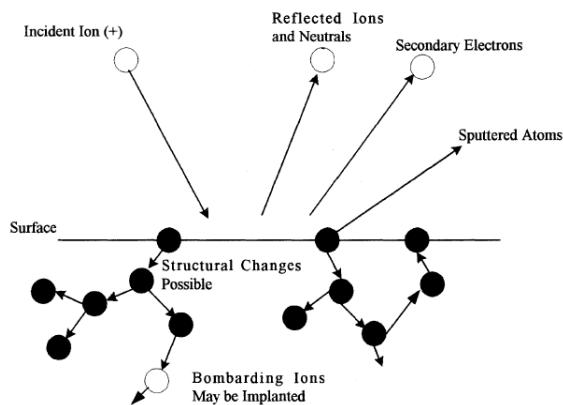 Incident Ion (+)
Reflected Ions
and Neutrals
Secondary Electrons
Sputtered Atoms
Surface
Structural Changes
Possible
Bombarding Ions
May be Implanted